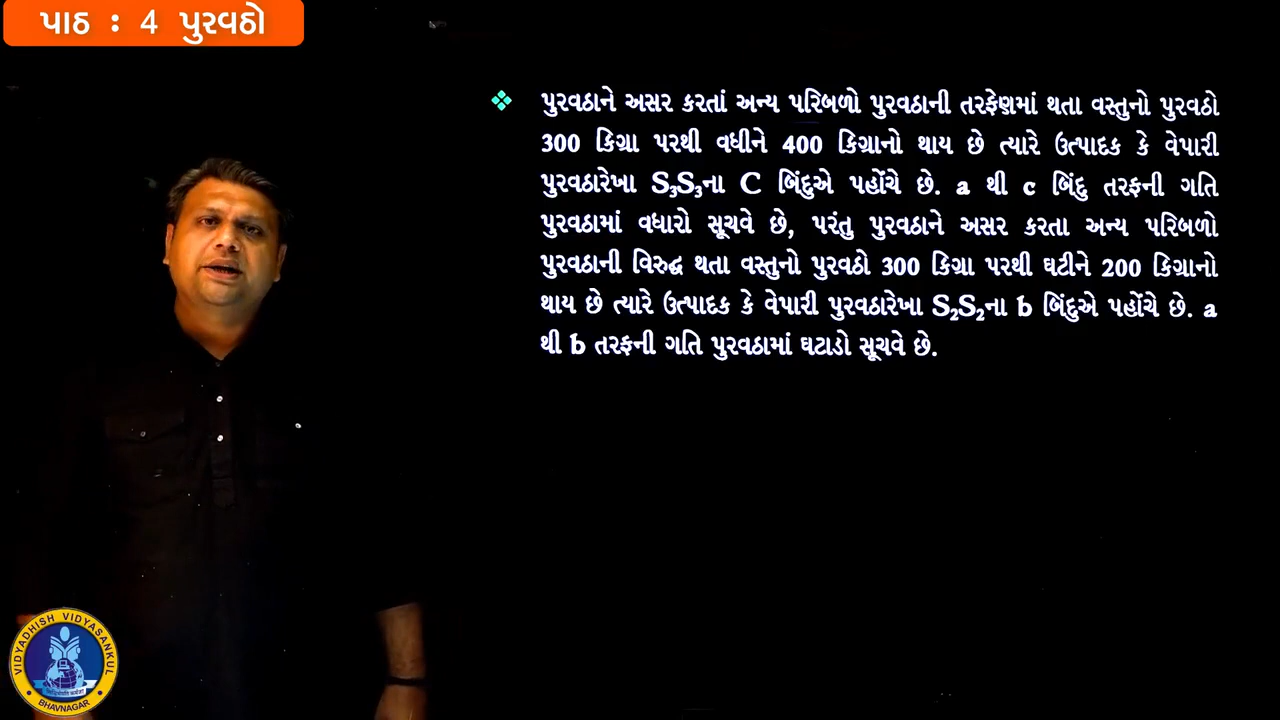 પાઠ : 4 પુરવઠો
❖ પુરવઠાને અસર કરતાં અન્ય પરિબળો પુરવઠાની તરફેણમાં થતા વસ્તુનો પુરવઠો
300 કિગ્રા પરથી વધીને 400 કિગ્રાનો થાય છે ત્યારે ઉત્પાદક કે વેપારી
પુરવઠારેખા S₃S₃ના C બિંદુએ પહોંચે છે. a થી c બિંદુ તરફની ગતિ
પુરવઠામાં વધારો સૂચવે છે, પરંતુ પુરવઠાને અસર કરતા અન્ય પરિબળો
પુરવઠાની વિરુદ્ધ થતા વસ્તુનો પુરવઠો 300 કિગ્રા પરથી ઘટીને 200 કિગ્રાનો
થાય છે ત્યારે ઉત્પાદક કે વેપારી પુરવઠારેખા S₂S₂ના b બિંદુએ પહોંચે છે. a
થી b તરફની ગતિ પુરવઠામાં ઘટાડો સૂચવે છે.
VIDYADHISH VIDYASANKUL
BHAVNAGAR